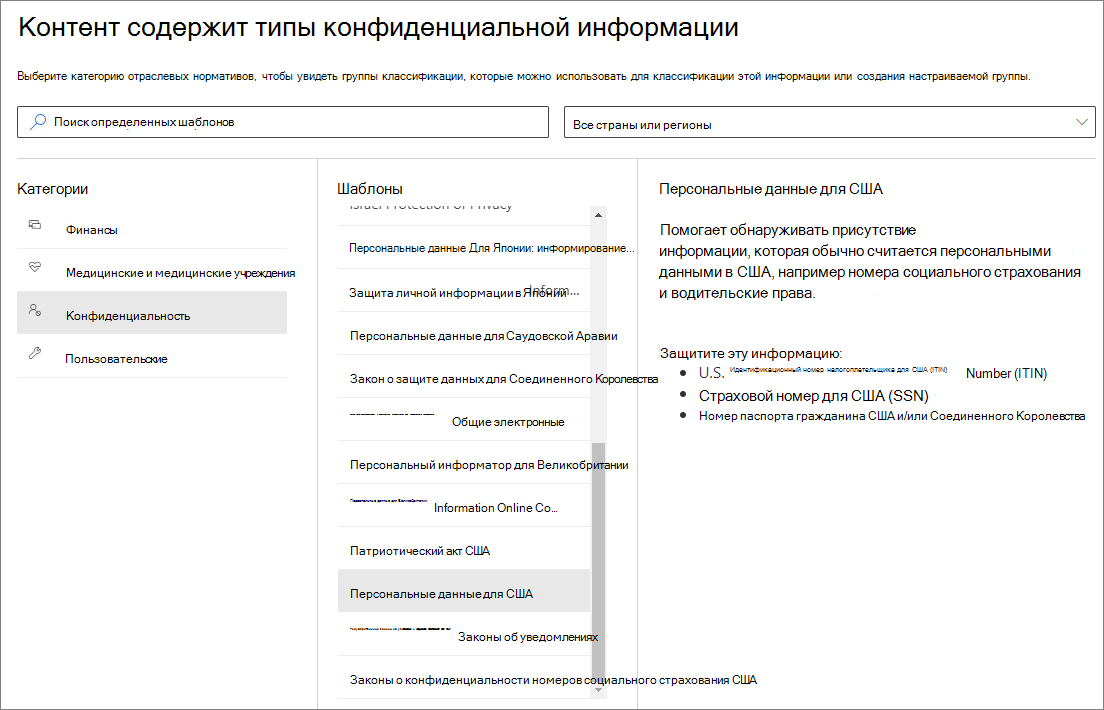 Контент содержит типы конфиденциальной информации
Выберите категорию отраслевых нормативов, чтобы увидеть группы классификации, которые можно использовать для классификации этой информации или создания настраиваемой группы.
Поиск определенных шаблонов
Все страны или регионы
Категории
Финансы
Медицинские и медицинские учреждения
Конфиденциальность
Пользовательские
Шаблоны
Israel Protection of Privacy
Персональные данные Для Японии: информирование...
Защита личной информации в Японии Inform...
Персональные данные для Саудовской Аравии
Закон о защите данных для Соединенного Королевства
Общие электронные
Персональный информатор для Великобритании
Персональные данные для Великобритании Information Online Co...
Патриотический акт США
Персональные данные для США
Законы об уведомлениях
Законы о конфиденциальности номеров социального страхования США
Персональные данные для США
Помогает обнаруживать присутствие
информации, которая обычно считается персональными
данными в США, например номера социального страхования
и водительские права.
Защитите эту информацию:
U.S. Идентификационный номер налогоплательщика для США (ITIN) Number (ITIN)
Страховой номер для США (SSN)
Номер паспорта гражданина США и/или Соединенного Королевства